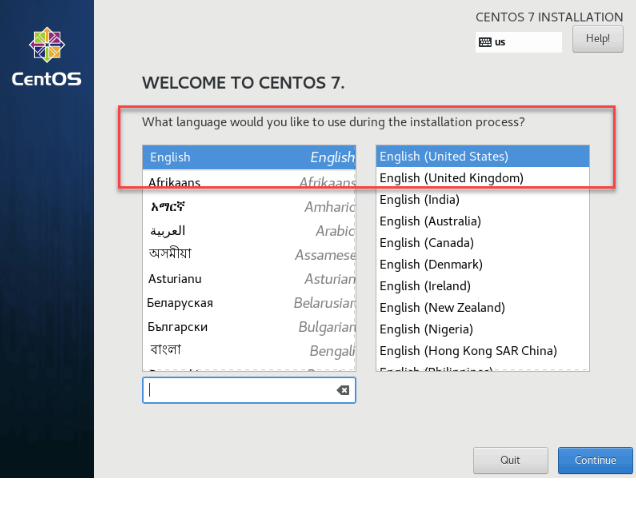 CENTOS 7 INSTALLATION
us
Help!
CentOS
WELCOME TO CENTOS 7.
What language would you like to use during the installation process?
English English
Afrikaans Afrikaans
አማርኛ Amharic
العربية Arabic
অসমীয়া Assamese
Asturianu Asturian
Беларуская Belarusian
Български Bulgarian
বাংলা Bengali
English (United States)
English (United Kingdom)
English (India)
English (Australia)
English (Canada)
English (Denmark)
English (Ireland)
English (New Zealand)
English (Nigeria)
English (Hong Kong SAR China)
English (Philippines)
Quit
Continue